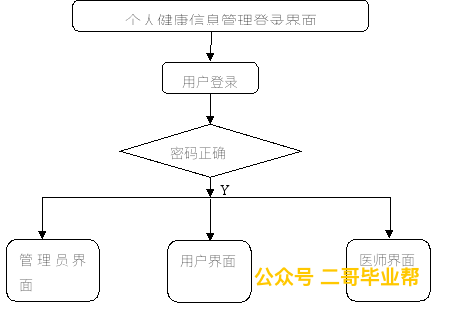 个人健康信息管理登录界面
用户登录
密码正确
Y
管理员界
面
用户界面
医师界面
公众号 二哥毕业帮